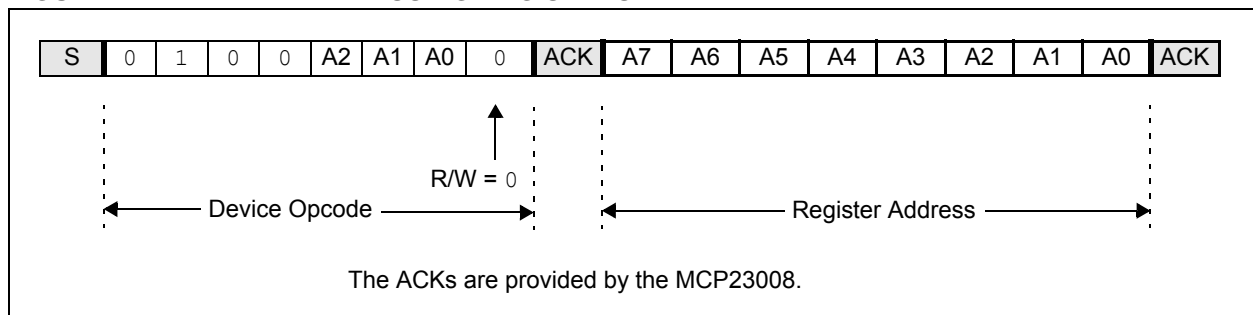 S 0 1 0 0 A2 A1 A0 0 ACK A7 A6 A5 A4 A3 A2 A1 A0 ACK
R/W = 0
Device Opcode
Register Address
The ACKs are provided by the MCP23008.